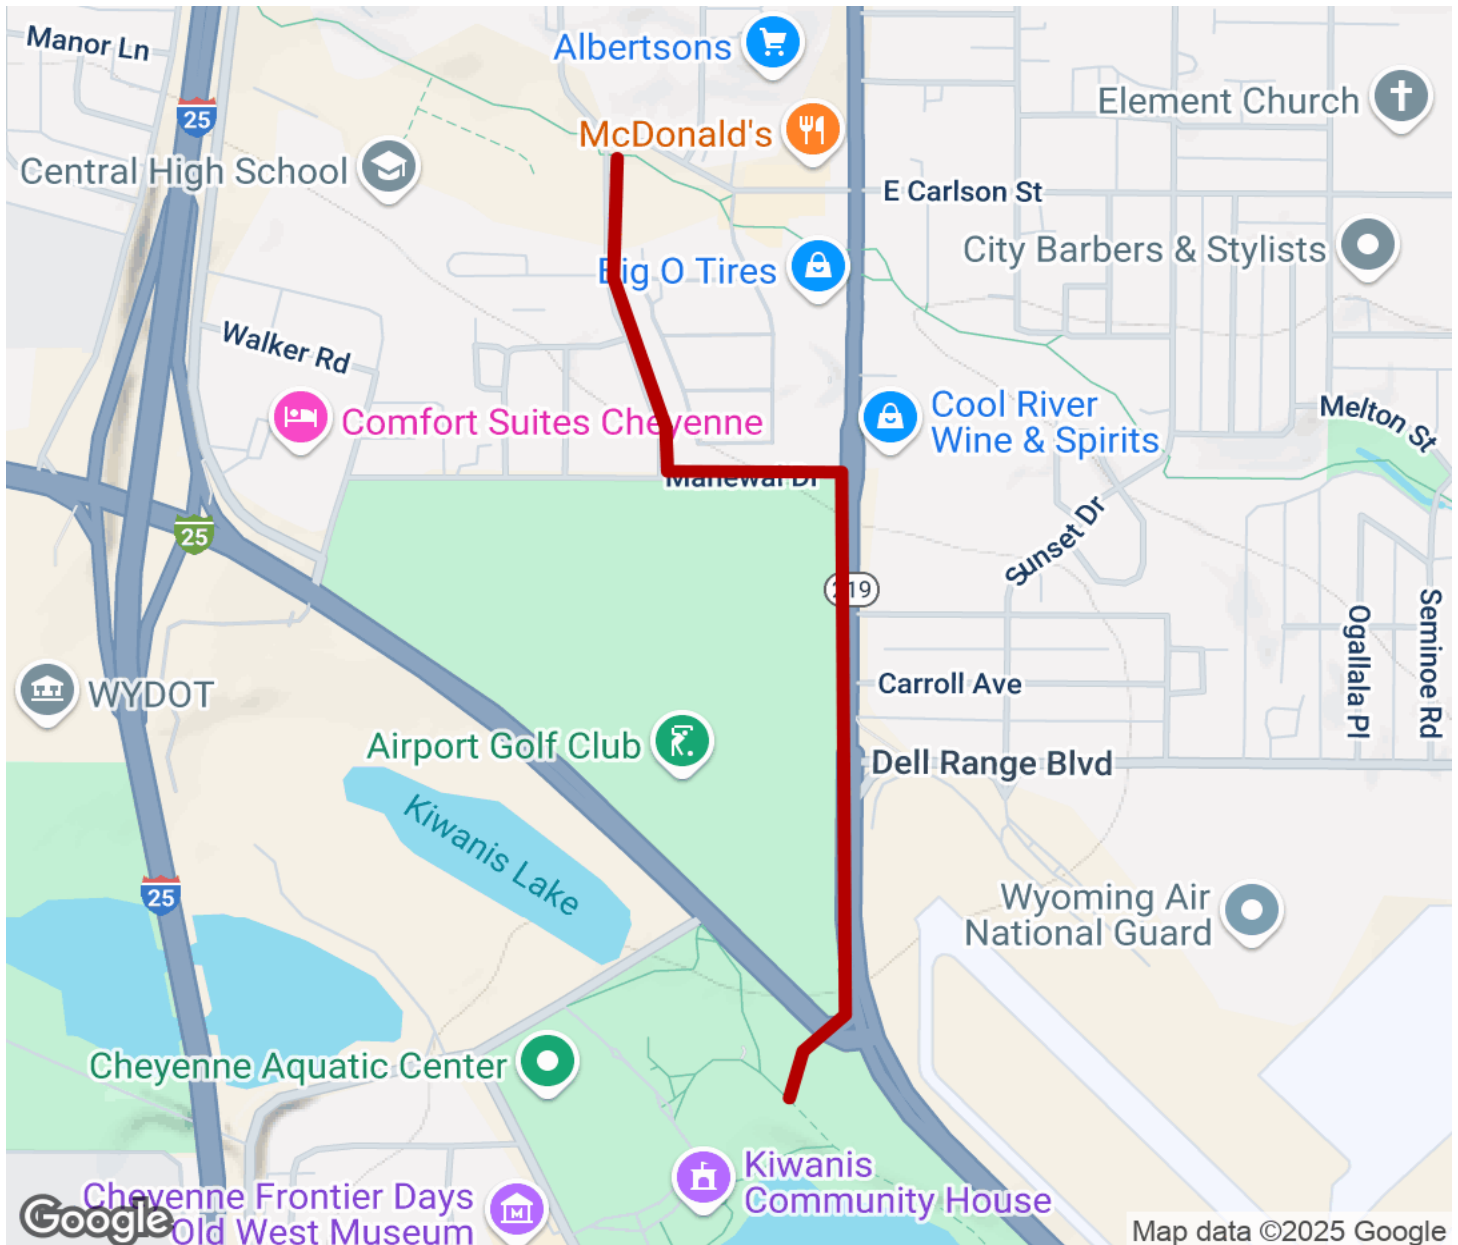 Manor Ln
Albertsons
25
Element Church
McDonald's
Central High School
E Carlson St
City Barbers & Stylists
Big O Tires
Walker Rd
Comfort Suites Cheyenne
Cool River
Wine & Spirits
Melton St
Manewal Dr
25
Sunset Dr
219
Ogallala Pl
Seminoe Rd
WYDOT
Carroll Ave
Airport Golf Club
Dell Range Blvd
Kiwanis Lake
25
Wyoming Air
National Guard
Cheyenne Aquatic Center
Kiwanis
Community House
Cheyenne Frontier Days
Old West Museum
Google
Map data ©2025 Google